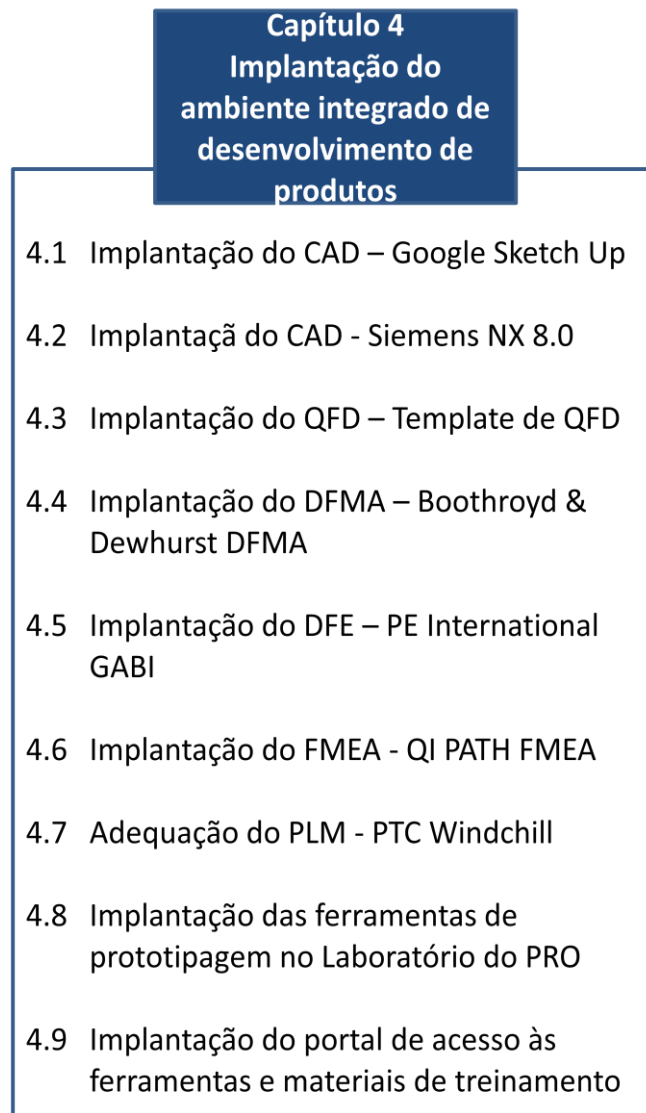 Capítulo 4
Implantação do
ambiente integrado de
desenvolvimento de
produtos
4.1 Implantação do CAD – Google Sketch Up
4.2 Implantaçã do CAD - Siemens NX 8.0
4.3 Implantação do QFD – Template de QFD
4.4 Implantação do DFMA – Boothroyd &
Dewhurst DFMA
4.5 Implantação do DFE – PE International
GABI
4.6 Implantação do FMEA - QI PATH FMEA
4.7 Adequação do PLM - PTC Windchill
4.8 Implantação das ferramentas de
prototipagem no Laboratório do PRO
4.9 Implantação do portal de acesso às
ferramentas e materiais de treinamento